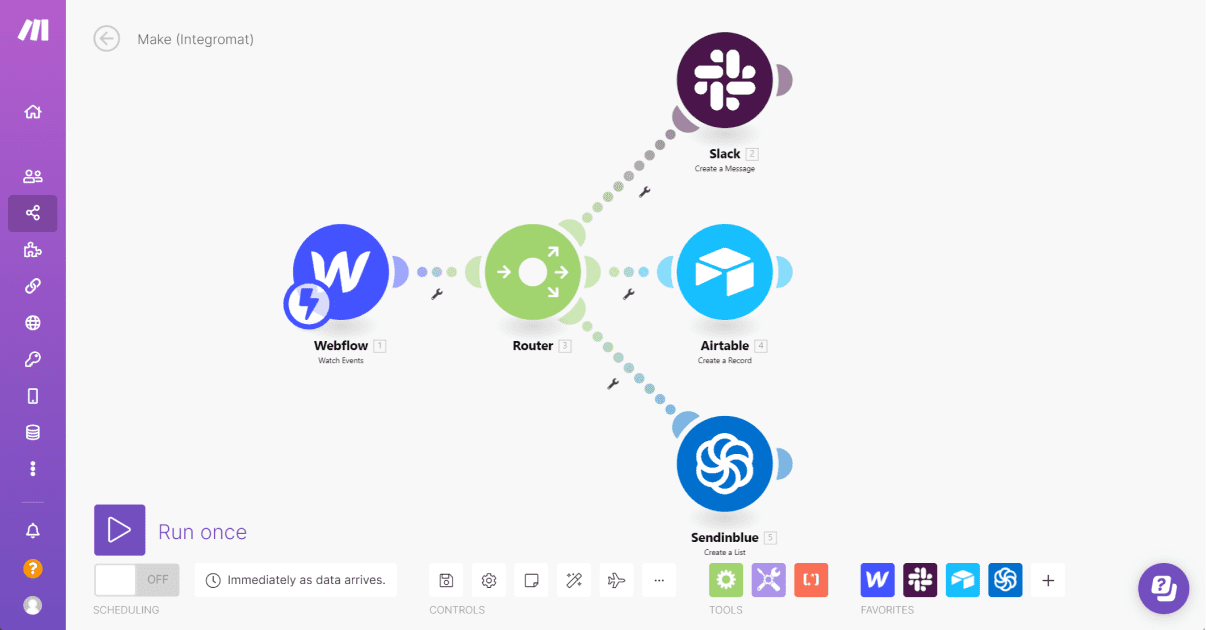 Make (Integromat)
Slack 2
Create a Message
Webflow 1
Watch Events
Router 3
Airtable 4
Create a Record
Sendinblue 5
Create a List
Run once
OFF
Immediately as data arrives.
SCHEDULING
CONTROLS
TOOLS
FAVORITES